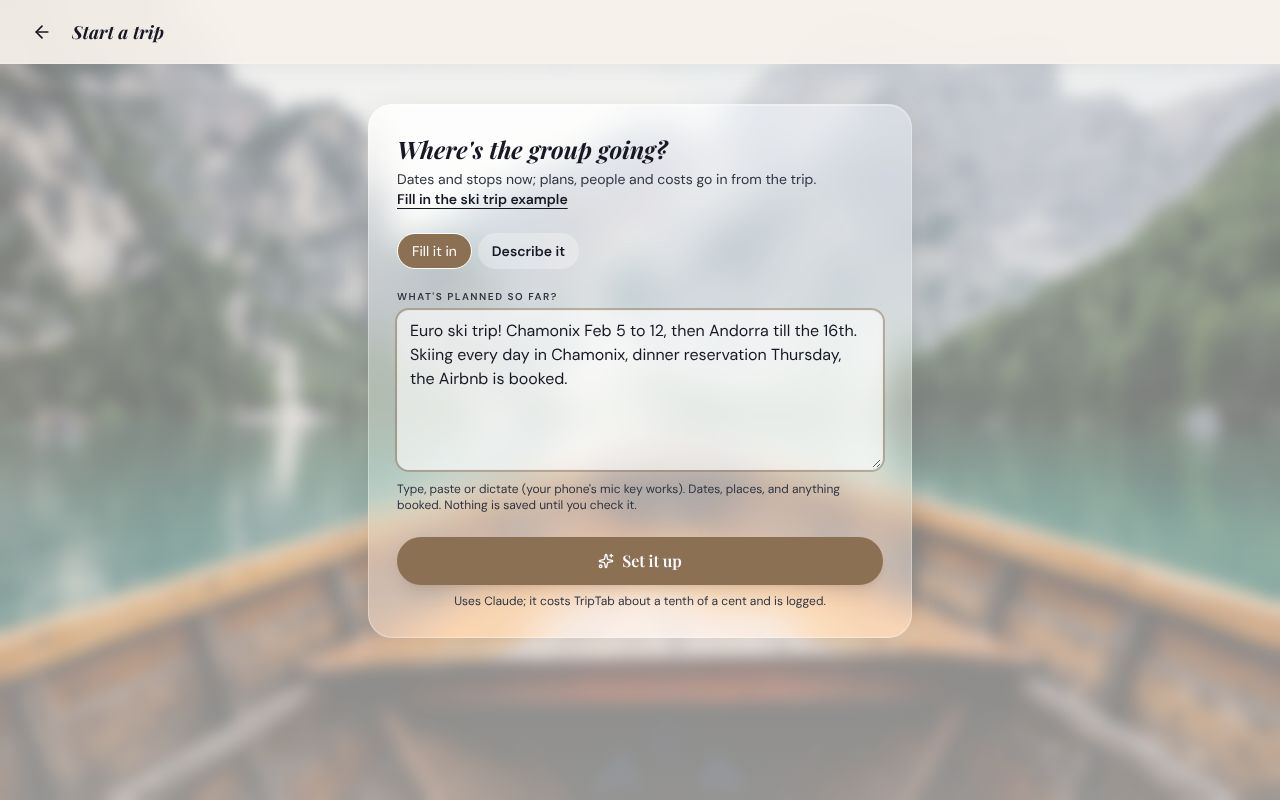 Start a trip
Where's the group going?
Dates and stops now; plans, people and costs go in from the trip.
Fill in the ski trip example
Fill it in
Describe it
WHAT'S PLANNED SO FAR?
Euro ski trip! Chamonix Feb 5 to 12, then Andorra till the 16th.
Skiing every day in Chamonix, dinner reservation Thursday,
the Airbnb is booked.
Type, paste or dictate (your phone's mic key works). Dates, places, and anything
booked. Nothing is saved until you check it.
Set it up
Uses Claude; it costs TripTab about a tenth of a cent and is logged.